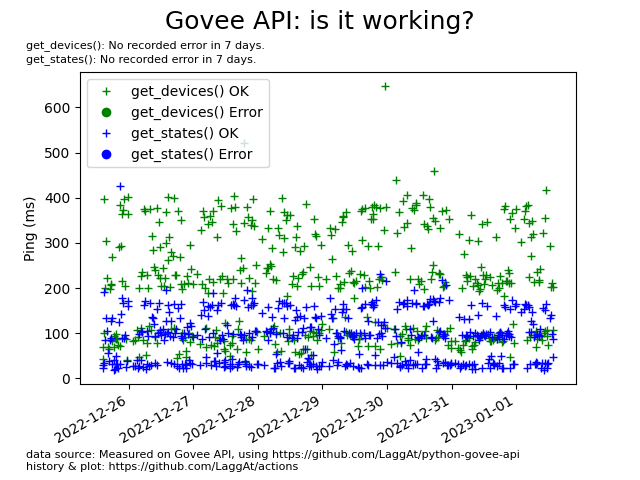 Govee API: is it working?
get_devices(): No recorded error in 7 days.
get_states(): No recorded error in 7 days.
get_devices() OK
get_devices() Error
get_states() OK
get_states() Error
Ping (ms)
600
500
400
300
200
100
0
2022-12-26
2022-12-27
2022-12-28
2022-12-29
2022-12-30
2022-12-31
2023-01-01
data source: Measured on Govee API, using https://github.com/LaggAt/python-govee-api
history & plot: https://github.com/LaggAt/actions